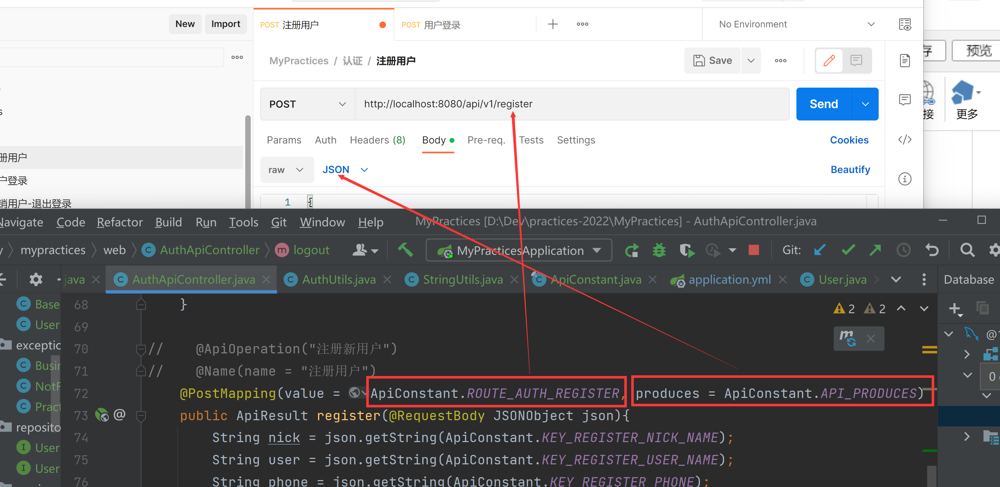 New Import POST 注册用户 POST 用户登录 No Environment
MyPractices / 认证 / 注册用户 Save
预览
POST http://localhost:8080/api/v1/register Send
更多
Params Auth Headers (8) Body Pre-req. Tests Settings Cookies
册用户
raw JSON Beautify
户登录
销用户-退出登录
1 {
Navigate Code Refactor Build Run Tools Git Window Help MyPractices [D:\Dev\practices-2022\MyPractices] - AuthApiController.java
mypractices web AuthApiController logout MyPracticesApplication Git:
java AuthApiController.java AuthUtils.java StringUtils.java ApiConstant.java application.yml User.java Database
Base
User
exceptio
Busin
NotF
Pract
reposito
User
User
2 2
68 }
69
70 // @ApiOperation("注册新用户")
71 // @Name(name = "注册用户")
72 @PostMapping(value = ApiConstant.ROUTE_AUTH_REGISTER, produces = ApiConstant.API_PRODUCES)
73 public ApiResult register(@RequestBody JSONObject json){
74 String nick = json.getString(ApiConstant.KEY_REGISTER_NICK_NAME);
75 String user = json.getString(ApiConstant.KEY_REGISTER_USER_NAME);
76 String phone = json.getString(ApiConstant.KEY_REGISTER_PHONE);